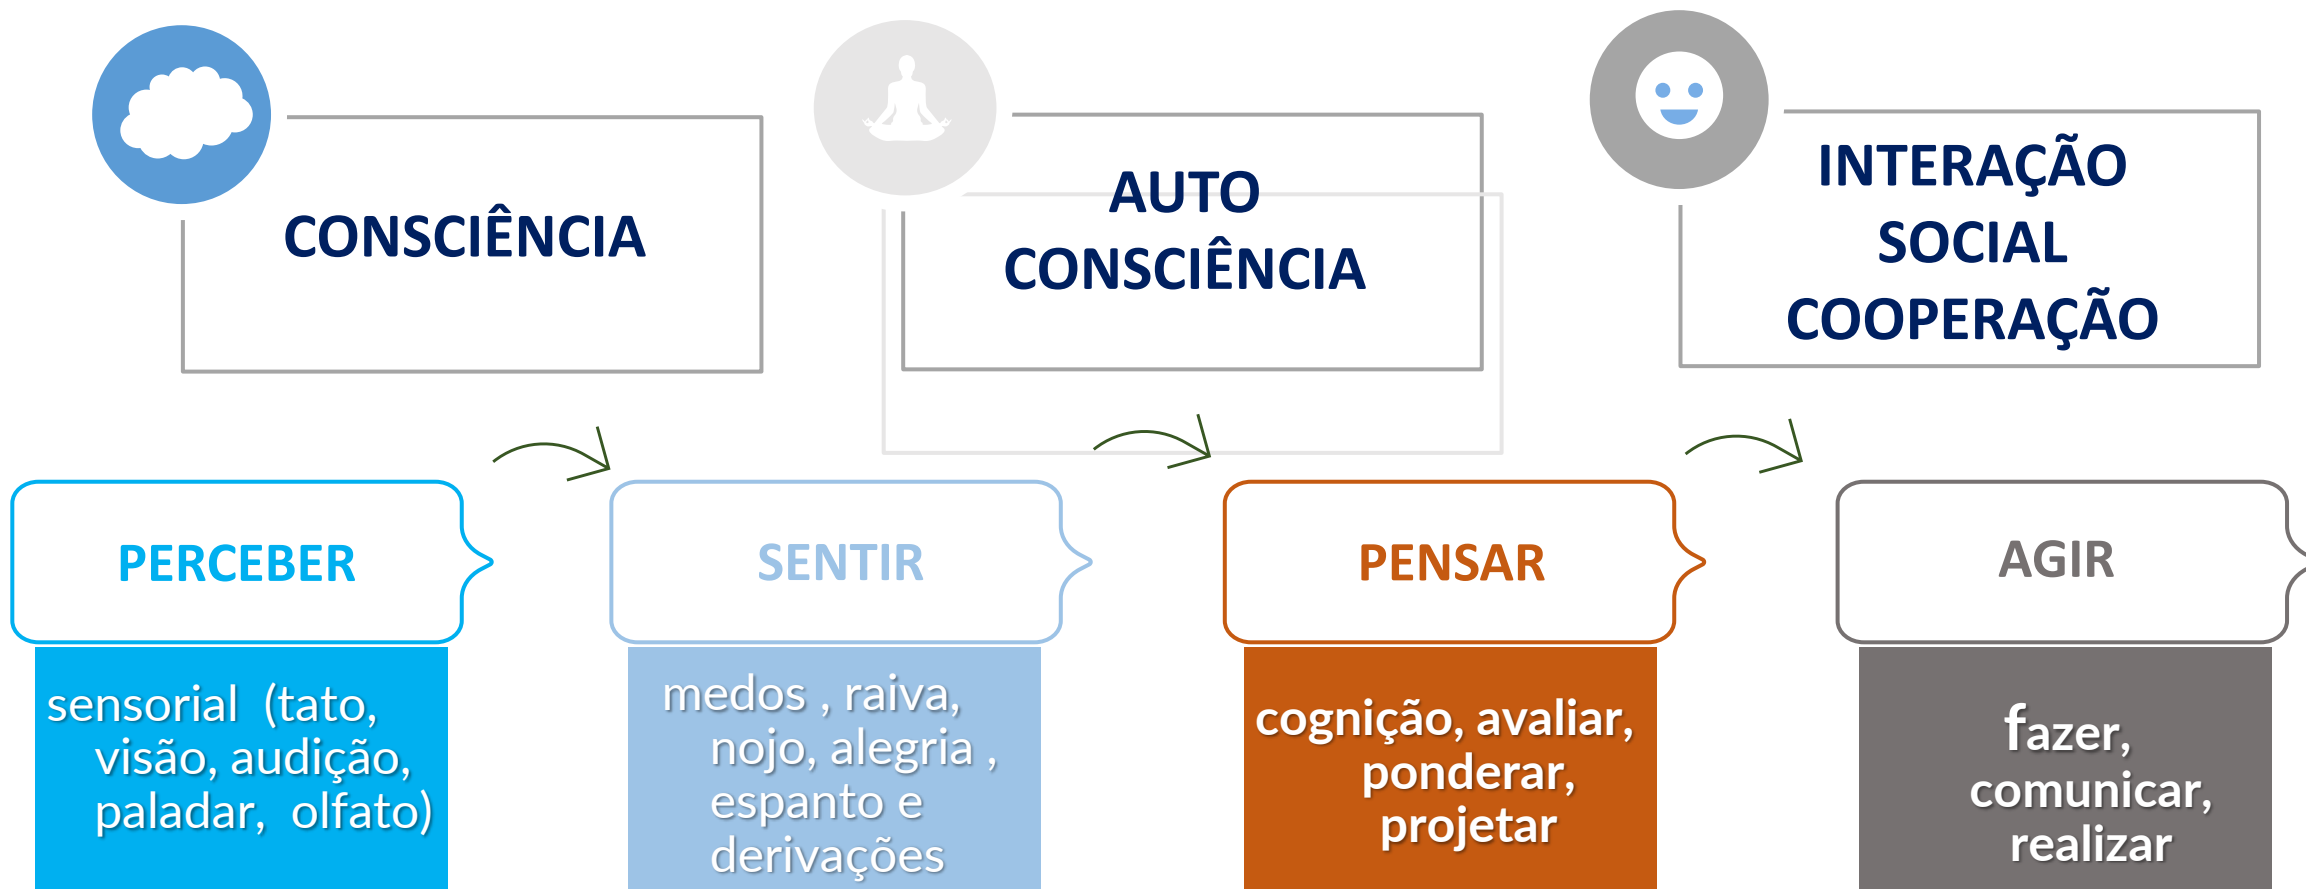 CONSCIÊNCIA
AUTO
CONSCIÊNCIA
INTERAÇÃO
SOCIAL
COOPERAÇÃO
PERCEBER
sensorial (tato,
visão, audição,
paladar, olfato)
SENTIR
medos , raiva,
nojo, alegria ,
espanto e
derivações
PENSAR
cognição, avaliar,
ponderar,
projetar
AGIR
fazer,
comunicar,
realizar